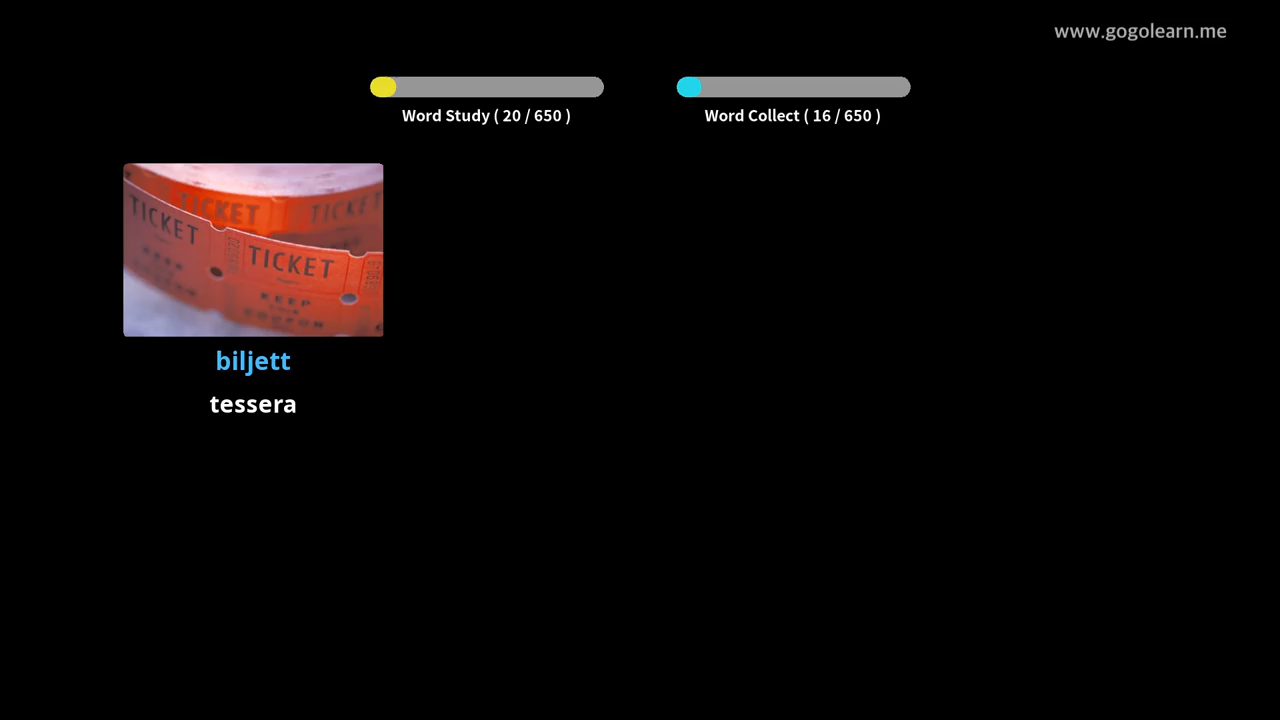 www.gogolearn.me
Word Study ( 20 / 650 )
Word Collect ( 16 / 650 )
TICKET
TICKET
TICKET
TICKET
KEEP
biljett
tessera